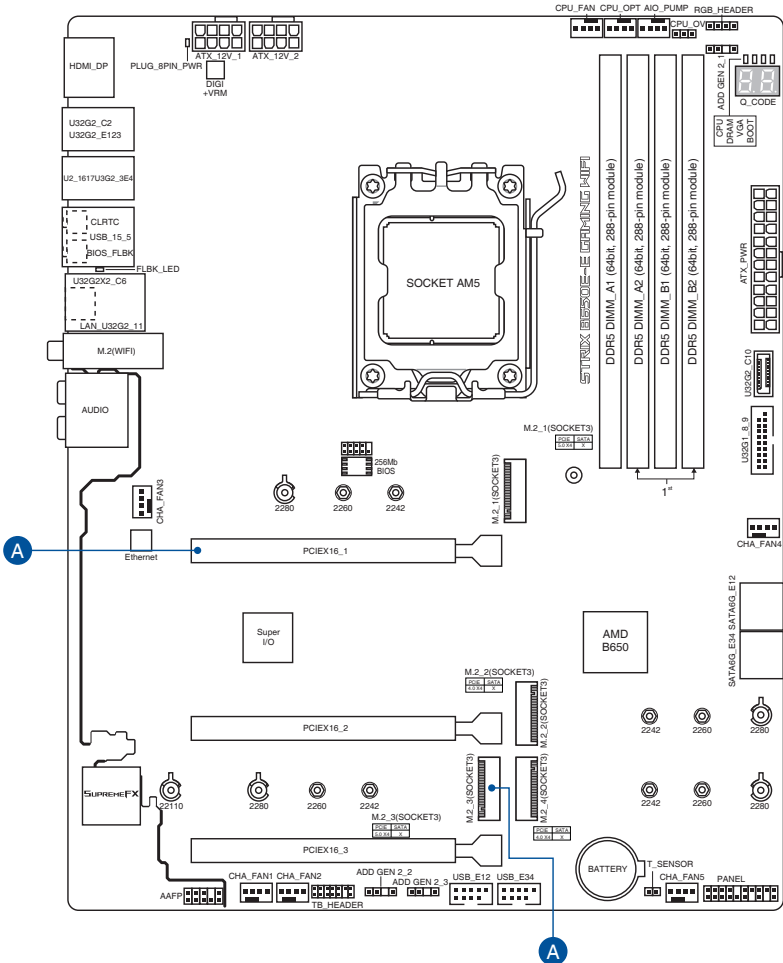 CPU_FAN CPU_OPT AIO_PUMP RGB_HEADER
CPU_OV
ATX_12V_1 ATX_12V_2
PLUG_8PIN_PWR
DIGI
+VRM
HDMI_DP
ADD GEN 2_1
88
Q_CODE
CPU
DRAM
VGA
BOOT
U32G2_C2
U32G2_E123
U2_1617U3G2_3E4
CLRTC
USB_15_5
BIOS_FLBK
FLBK_LED
U32G2X2_C6
LAN_U32G2_11
M.2(WIFI)
AUDIO
SOCKET AM5
STRIX B650E-E GAMING WIFI
DDR5 DIMM_A1 (64bit, 288-pin module)
DDR5 DIMM_A2 (64bit, 288-pin module)
DDR5 DIMM_B1 (64bit, 288-pin module)
DDR5 DIMM_B2 (64bit, 288-pin module)
1st
ATX_PWR
U32G2_C10
U32G1_8_9
M.2_1(SOCKET3)
PCIE SATA
5.0 X4 X
M.2_1(SOCKET3)
256Mb
BIOS
2280 2260 2242
CHA_FAN3
Ethernet
CHA_FAN4
A
PCIEX16_1
SATA6G_E12
SATA6G_E34
Super
I/O
AMD
B650
M.2_2(SOCKET3)
PCIE SATA
4.0 X4 X
M.2_2(SOCKET3)
PCIEX16_2
2242 2260 2280
M.2_3(SOCKET3)
M.2_4(SOCKET3)
SUPREMEFX
22110 2280 2260 2242
2242 2260 2280
M.2_3(SOCKET3)
PCIE SATA
5.0 X4 X
PCIE SATA
4.0 X4 X
PCIEX16_3
BATTERY
T_SENSOR
AAFP
CHA_FAN1 CHA_FAN2
TB_HEADER
ADD GEN 2_2
ADD GEN 2_3
USB_E12 USB_E34
CHA_FAN5
PANEL
A